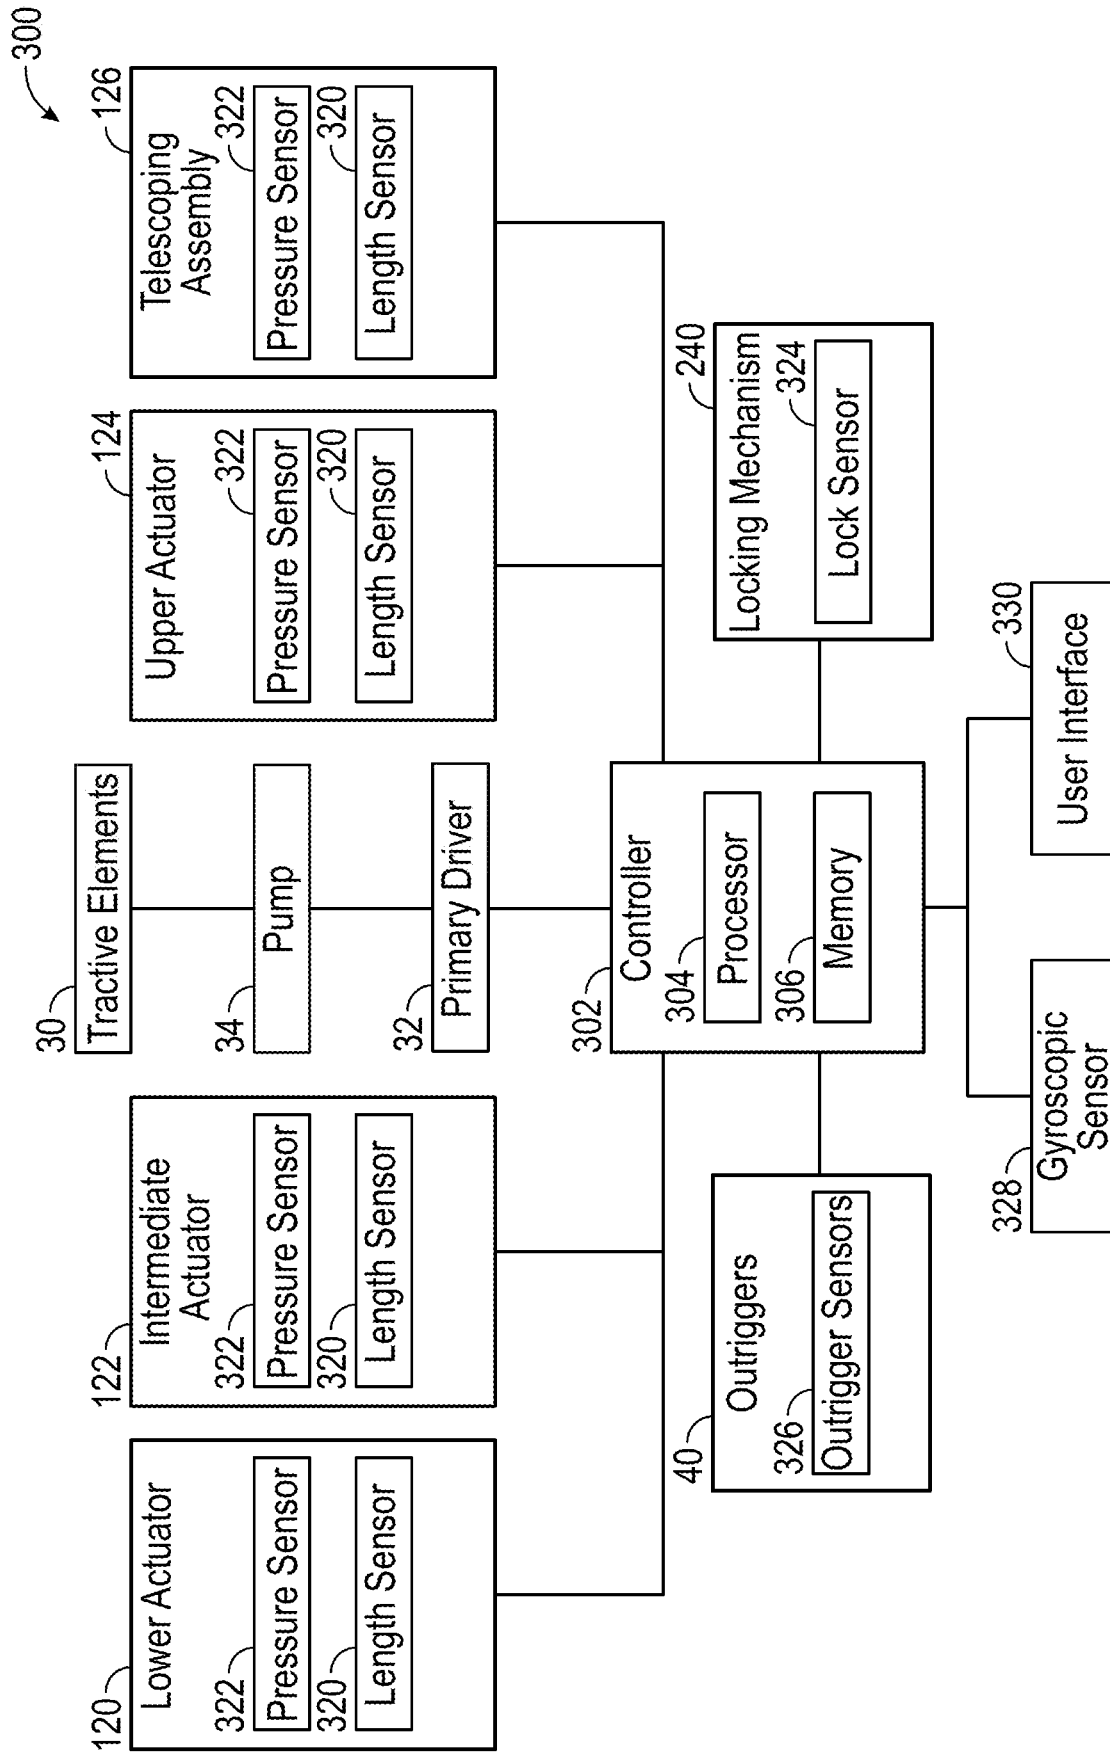 300
120
Lower Actuator
322
Pressure Sensor
320
Length Sensor
122
Intermediate
Actuator
322
Pressure Sensor
320
Length Sensor
30
Tractive Elements
34
Pump
32
Primary Driver
124
Upper Actuator
322
Pressure Sensor
320
Length Sensor
126
Telescoping
Assembly
322
Pressure Sensor
320
Length Sensor
302
Controller
304
Processor
306
Memory
40
Outriggers
326
Outrigger Sensors
240
Locking Mechanism
324
Lock Sensor
328
Gyroscopic
Sensor
330
User Interface